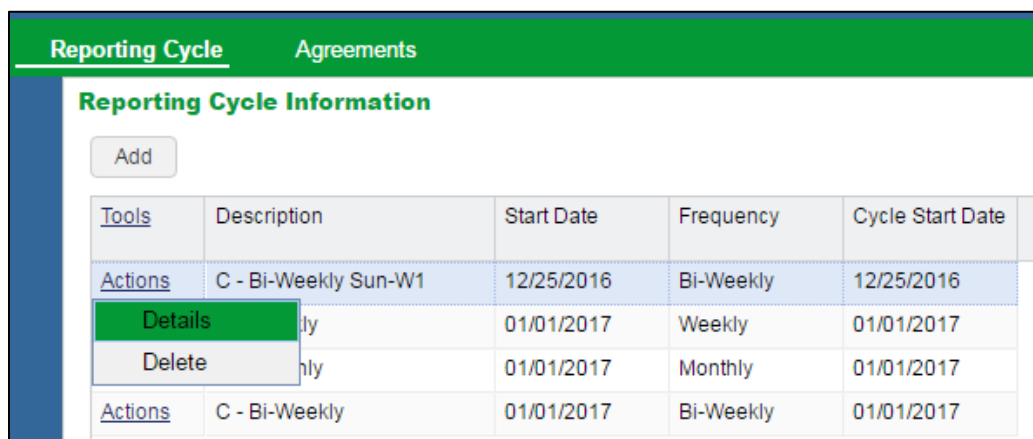 Reporting Cycle Agreements
Reporting Cycle Information
Add
Tools Description Start Date Frequency Cycle Start Date
Actions C - Bi-Weekly Sun-W1 12/25/2016 Bi-Weekly 12/25/2016
Details 01/01/2017 Weekly 01/01/2017
Delete 01/01/2017 Monthly 01/01/2017
Actions C - Bi-Weekly 01/01/2017 Bi-Weekly 01/01/2017